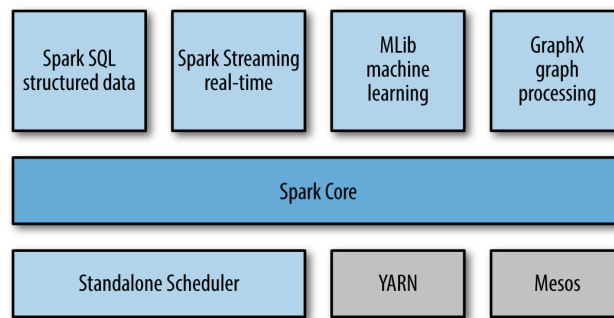 Spark SQL
structured data
Spark Streaming
real-time
MLib
machine
learning
GraphX
graph
processing
Spark Core
Standalone Scheduler
YARN
Mesos